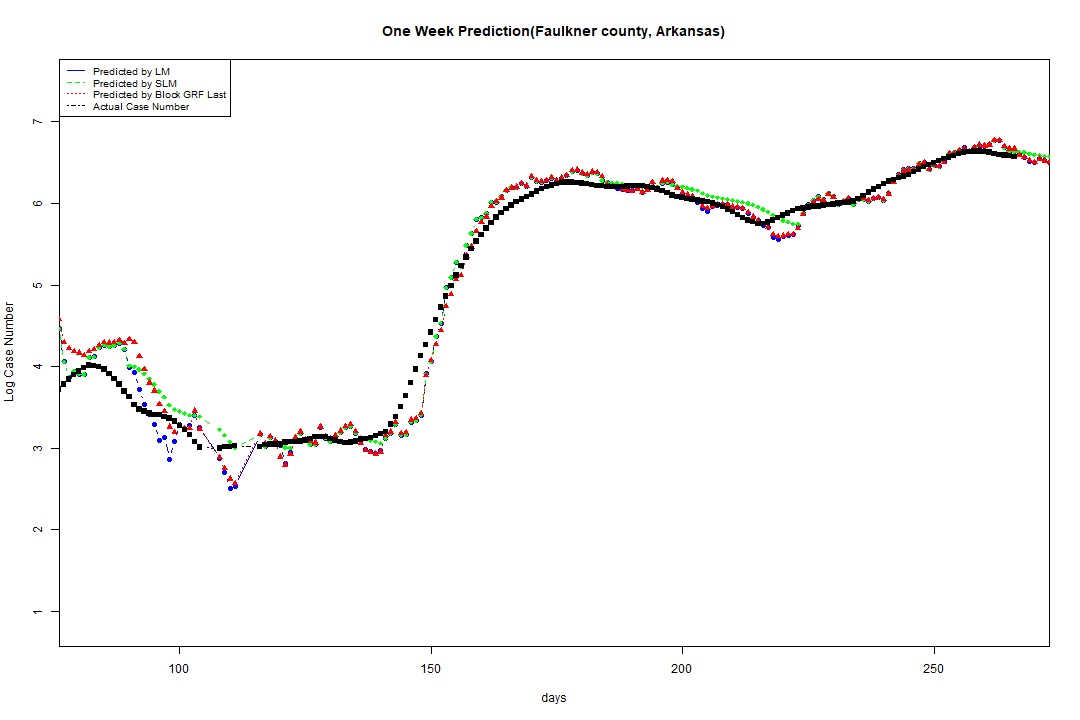 One Week Prediction(Faulkner county, Arkansas)
Predicted by LM
Predicted by SLM
Predicted by Block GRF Last
Actual Case Number
7
6
5
4
3
2
1
Log Case Number
100 150 200 250
days